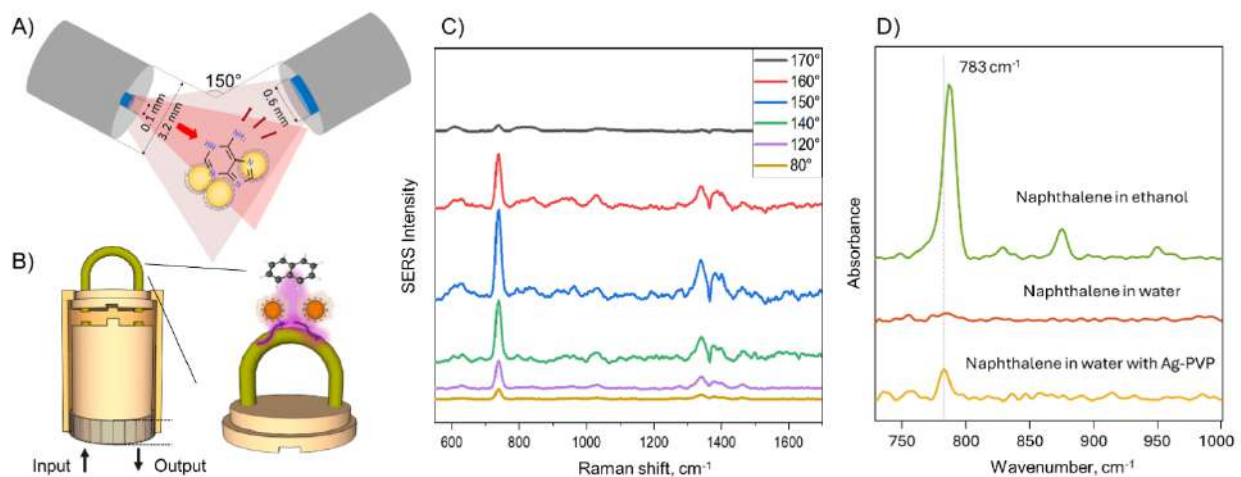 A)
150°
0.1 mm
3.2 mm
0.6 mm
NH₂
HN
N
N
N
B)
Input
Output
C)
SERS Intensity
170°
160°
150°
140°
120°
80°
600
800
1000
1200
1400
1600
Raman shift, cm⁻¹
D)
Absorbance
783 cm⁻¹
Naphthalene in ethanol
Naphthalene in water
Naphthalene in water with Ag-PVP
750
800
850
900
950
1000
Wavenumber, cm⁻¹